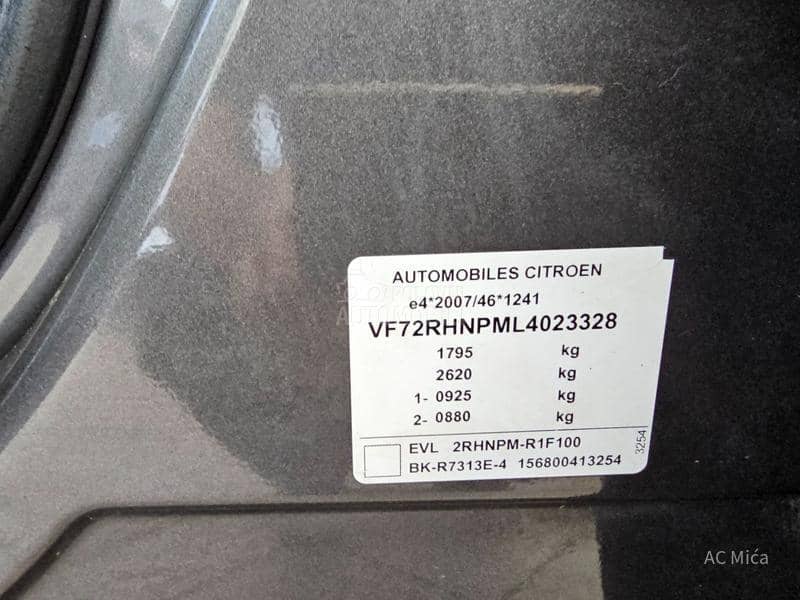 AUTOMOBILES CITROEN
e4*2007/46*1241
VF72RHNPML4023328
1795 kg
2620 kg
1- 0925 kg
2- 0880 kg
EVL 2RHNPM-R1F100
BK-R7313E-4 156800413254
3254
AC Mića